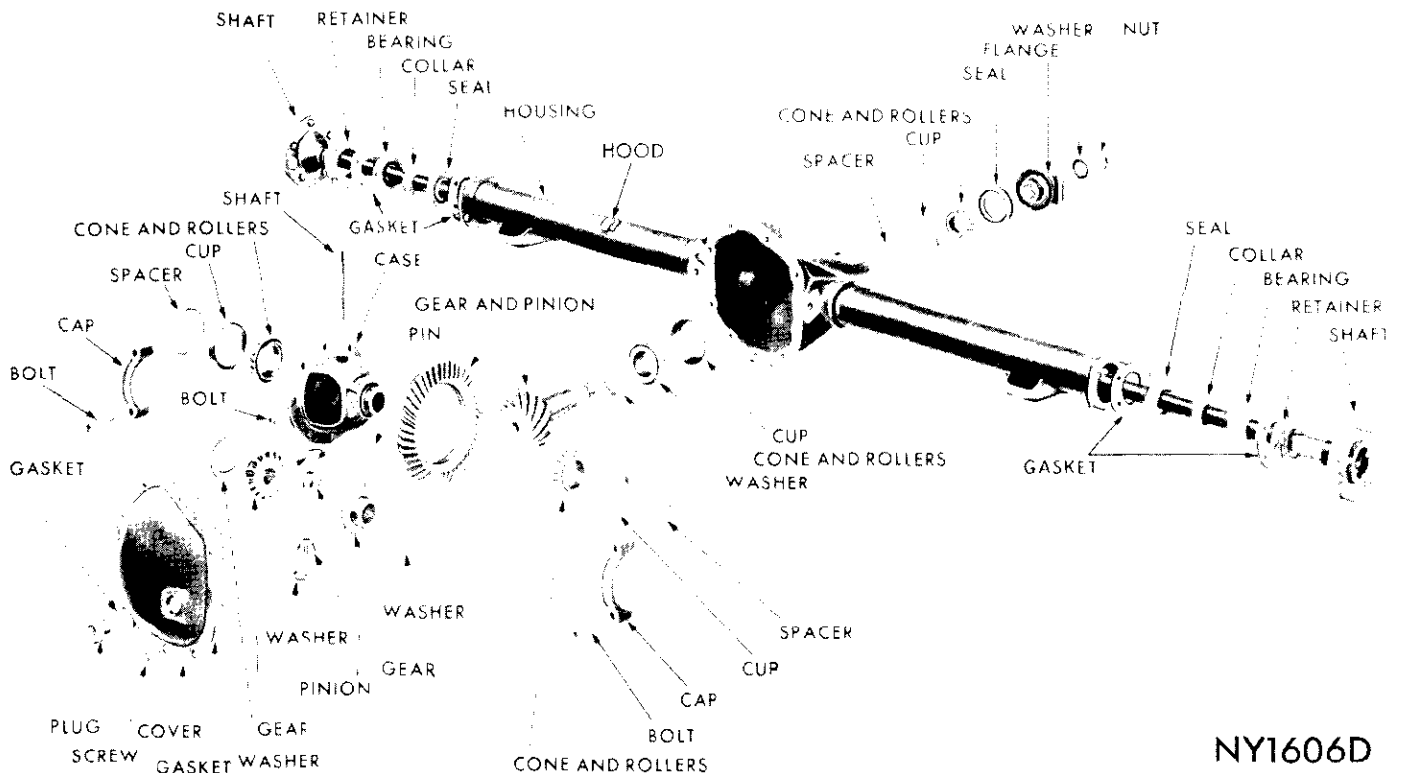 SHAFT
RETAINER
BEARING
COLLAR
SEAL
HOUSING
HOOD
WASHER
NUT
FLANGE
SEAL
CONE AND ROLLERS
CUP
SPACER
SHAFT
GASKET
CONE AND ROLLERS
CUP
SPACER
CASE
CAP
BOLT
BOLT
GEAR AND PINION
PIN
SEAL
COLLAR
BEARING
RETAINER
SHAFT
GASKET
GASKET
CUP
CONE AND ROLLERS
WASHER
WASHER
WASHER
GEAR
PINION
SPACER
CUP
CAP
BOLT
CONE AND ROLLERS
PLUG
SCREW
COVER
GASKET
GEAR
WASHER
NY1606D